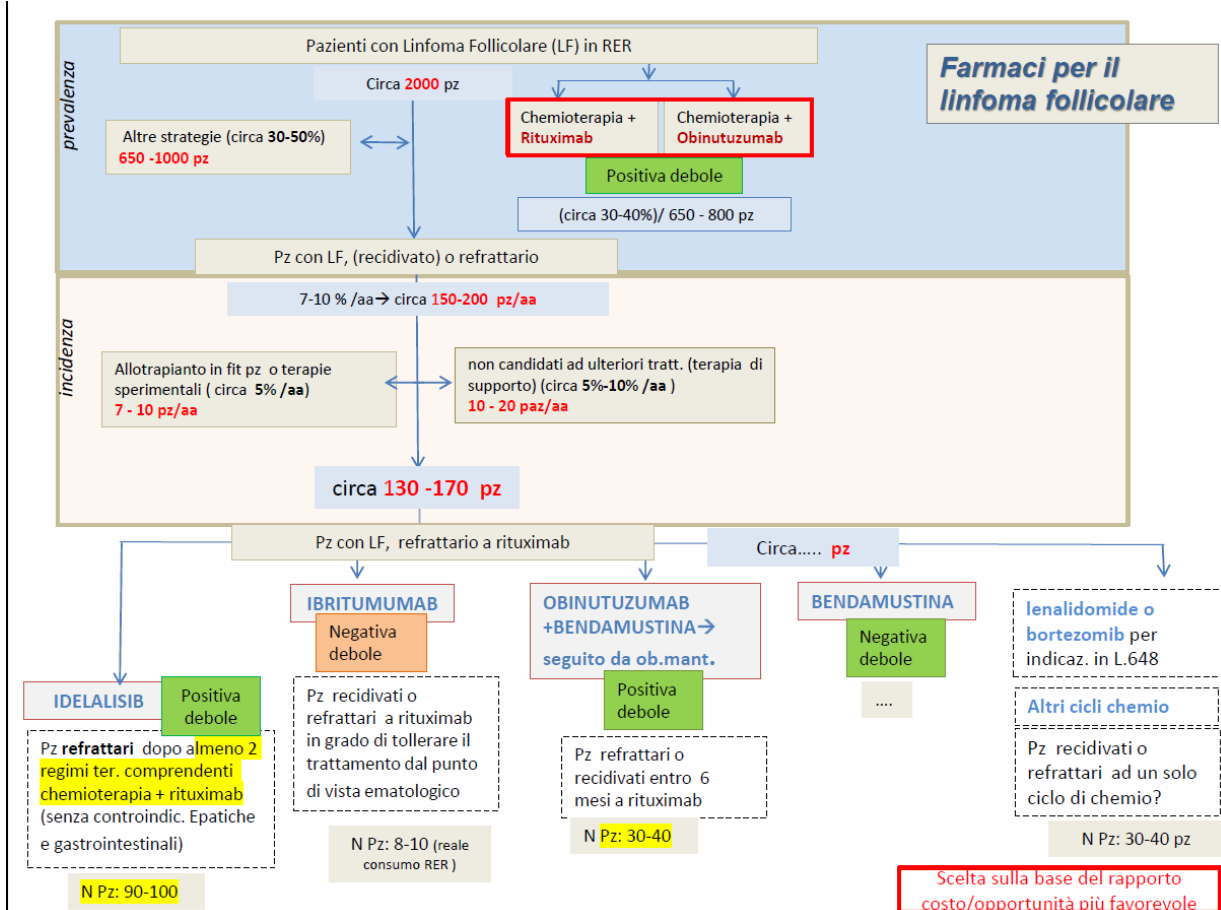 Pazienti con Linfoma Follicolare (LF) in RER
Farmaci per il
linfoma follicolare
prevalenza
Circa 2000 pz
Chemioterapia +
Rituximab
Chemioterapia +
Obinutuzumab
Altre strategie (circa 30-50%)
650 -1000 pz
Positiva debole
(circa 30-40%)/ 650 - 800 pz
Pz con LF, (recidivato) o refrattario
incidenza
7-10 % /aa→ circa 150-200 pz/aa
Allotrapianto in fit pz o terapie
sperimentali ( circa 5% /aa)
7 - 10 pz/aa
non candidati ad ulteriori tratt. (terapia di
supporto) (circa 5%-10% /aa )
10 - 20 paz/aa
circa 130 -170 pz
Pz con LF, refrattario a rituximab
Circa..... pz
IDELALISIB
Positiva
debole
Pz refrattari dopo almeno 2
regimi ter. comprendenti
chemioterapia + rituximab
(senza controindic. Epatiche
e gastrointestinali)
N Pz: 90-100
IBRITUMUMAB
Negativa
debole
Pz recidivati o
refrattari a rituximab
in grado di tollerare il
trattamento dal punto
di vista ematologico
N Pz: 8-10 (reale
consumo RER )
OBINUTUZUMAB
+BENDAMUSTINA→
seguito da ob.mant.
Positiva
debole
Pz refrattari o
recidivati entro 6
mesi a rituximab
N Pz: 30-40
BENDAMUSTINA
Negativa
debole
....
lenalidomide o
bortezomib per
indicaz. in L.648
Altri cicli chemio
Pz recidivati o
refrattari ad un solo
ciclo di chemio?
N Pz: 30-40 pz
Scelta sulla base del rapporto
costo/opportunità più favorevole